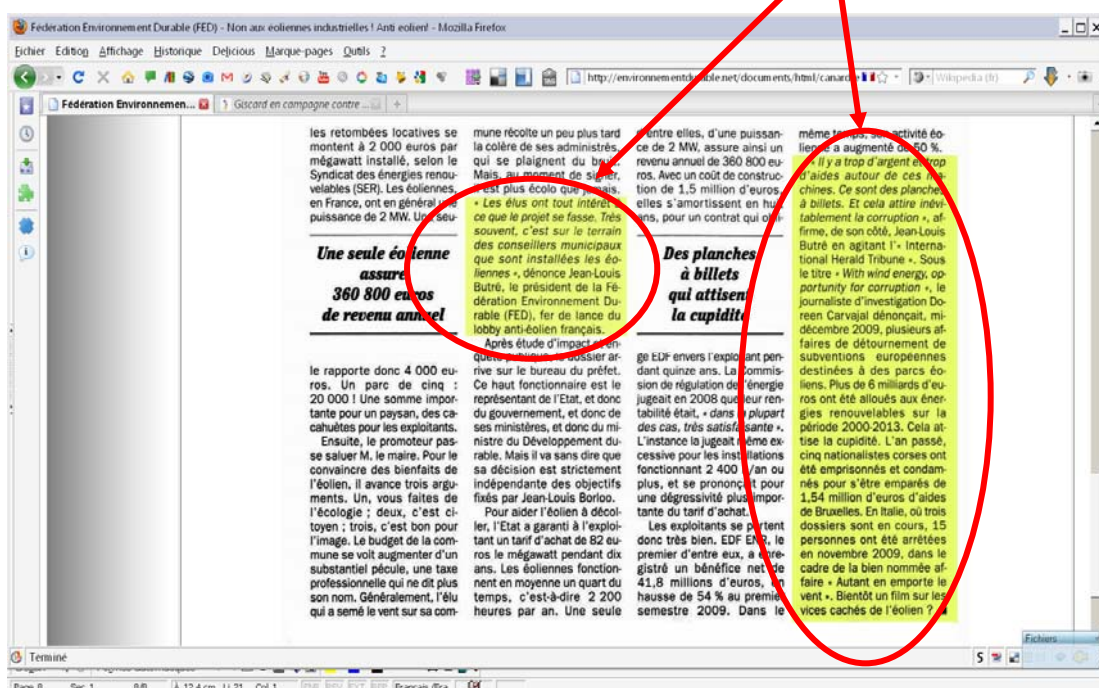 Fédération Environnement Durable (FED) - Non aux eoliennes industrielles ! Anti eolien! - Mozilla Firefox
Fichier Édition Affichage Historique Delicious Marque-pages Outils ?
http://environnementdurable.net/documents/html/canard
Wikipedia (fr)
Fédération Environnemen...
Giscard en campagne contre ...
les retombées locatives se
montent à 2 000 euros par
mégawatt installé, selon le
Syndicat des énergies renou-
velables (SER). Les éoliennes,
en France, ont en général une
puissance de 2 MW. Une seu-
Une seule éolienne
assure
360 800 euros
de revenu annuel
le rapporte donc 4 000 eu-
ros. Un parc de cinq :
20 000 ! Une somme impor-
tante pour un paysan, des ca-
cahuètes pour les exploitants.
Ensuite, le promoteur pas-
se saluer M. le maire. Pour le
convaincre des bienfaits de
l'éolien, il avance trois argu-
ments. Un, vous faites de
l'écologie ; deux, c'est ci-
toyen ; trois, c'est bon pour
l'image. Le budget de la com-
mune se voit augmenter d'un
substantiel pécule, une taxe
professionnelle qui ne dit plus
son nom. Généralement, l'élu
qui a semé le vent sur sa com-
mune récolte un peu plus tard
la colère de ses administrés,
qui se plaignent du bruit.
Mais, au moment de signer,
c'est plus écolo que jamais.
« Les élus ont tout intérêt à
ce que le projet se fasse. Très
souvent, c'est sur le terrain
des conseillers municipaux
que sont installées les éo-
liennes », dénonce Jean-Louis
Butré, le président de la Fé-
dération Environnement Du-
rable (FED), fer de lance du
lobby anti-éolien français.
Après étude d'impact et en-
quête publique, le dossier ar-
rive sur le bureau du préfet.
Ce haut fonctionnaire est le
représentant de l'Etat, et donc
du gouvernement, et donc de
ses ministères, et donc du mi-
nistre du Développement du-
rable. Mais il va sans dire que
sa décision est strictement
indépendante des objectifs
fixés par Jean-Louis Borloo.
Pour aider l'éolien à décol-
ler, l'Etat a garanti à l'exploi-
tant un tarif d'achat de 82 eu-
ros le mégawatt pendant dix
ans. Les éoliennes fonction-
nent en moyenne un quart du
temps, c'est-à-dire 2 200
heures par an. Une seule
d'entre elles, d'une puissan-
ce de 2 MW, assure ainsi un
revenu annuel de 360 800 eu-
ros. Avec un coût de construc-
tion de 1,5 million d'euros,
elles s'amortissent en huit
ans, pour un contrat qui obli-
Des planches
à billets
qui attisent
la cupidité
ge EDF envers l'exploitant pen-
dant quinze ans. La Commis-
sion de régulation de l'énergie
jugeait en 2008 que leur ren-
tabilité était, « dans la plupart
des cas, très satisfaisante ».
L'instance la jugeait même ex-
cessive pour les installations
fonctionnant 2 400 h/an ou
plus, et se prononçait pour
une dégressivité plus impor-
tante du tarif d'achat.
Les exploitants se portent
donc très bien. EDF ENR, le
premier d'entre eux, a enre-
gistré un bénéfice net de
41,8 millions d'euros, en
hausse de 54 % au premier
semestre 2009. Dans le
même temps, son activité éo-
lienne a augmenté de 50 %.
« Il y a trop d'argent et trop
d'aides autour de ces ma-
chines. Ce sont des planches
à billets. Et cela attire inévi-
tablement la corruption », af-
firme, de son côté, Jean-Louis
Butré en agitant l'« Interna-
tional Herald Tribune ». Sous
le titre « With wind energy, op-
portunity for corruption », le
journaliste d'investigation Do-
reen Carvajal dénonçait, mi-
décembre 2009, plusieurs af-
faires de détournement de
subventions européennes
destinées à des parcs éo-
liens. Plus de 6 milliards d'eu-
ros ont été alloués aux éner-
gies renouvelables sur la
période 2000-2013. Cela at-
tise la cupidité. L'an passé,
cinq nationalistes corses ont
été emprisonnés et condam-
nés pour s'être emparés de
1,54 million d'euros d'aides
de Bruxelles. En Italie, où trois
dossiers sont en cours, 15
personnes ont été arrêtées
en novembre 2009, dans le
cadre de la bien nommée af-
faire « Autant en emporte le
vent ». Bientôt un film sur les
vices cachés de l'éolien ?
Fichiers
Terminé
Page 8 Sec 1 8/8 À 12,4 cm Li 21 Col 1 ENR REV EXT RFP Français (Fra